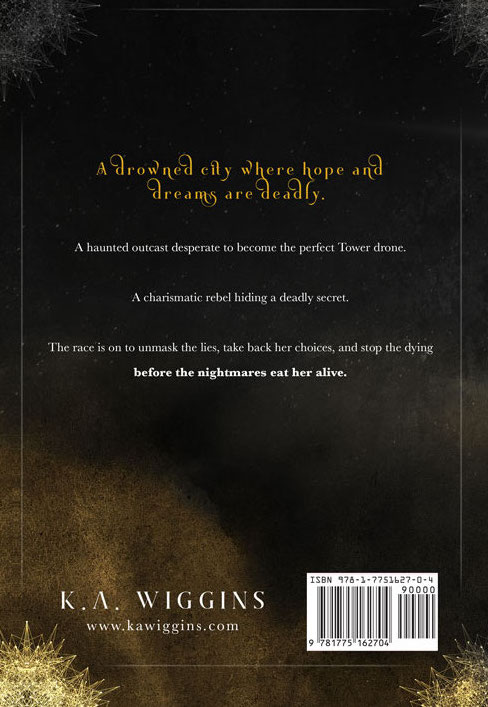 A drowned city where hope and
dreams are deadly.
A haunted outcast desperate to become the perfect Tower drone.
A charismatic rebel hiding a deadly secret.
The race is on to unmask the lies, take back her choices, and stop the dying
before the nightmares eat her alive.
K.A. WIGGINS
www.kawiggins.com
ISBN 978-1-7751627-0-4
90000
9 781775 162704